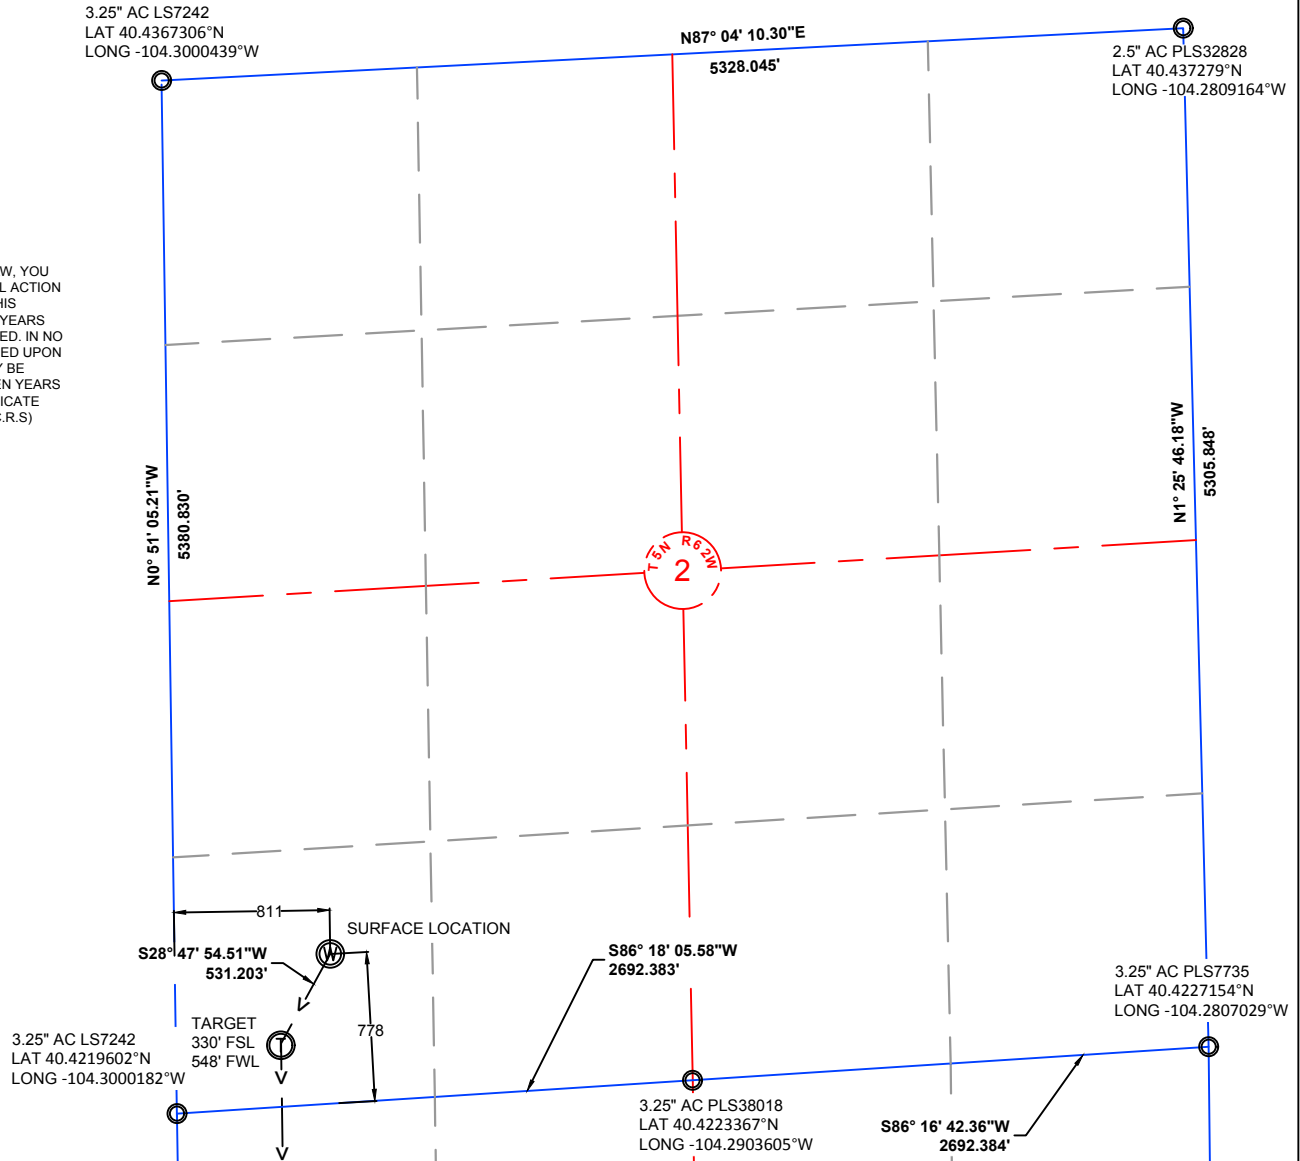 3.25" AC LS7242
LAT 40.4367306°N
LONG -104.3000439°W
N87° 04' 10.30"E
5328.045'
2.5" AC PLS32828
LAT 40.437279°N
LONG -104.2809164°W
W, YOU
L ACTION
HIS
YEARS
ED. IN NO
ED UPON
Y BE
EN YEARS
ICATE
C.R.S)
N0° 51' 05.21"W
5380.830'
N1° 25' 46.18"W
5305.848'
T 5N R62W
2
811
SURFACE LOCATION
W
S28° 47' 54.51"W
531.203'
778
TARGET
330' FSL
548' FWL
T
S86° 18' 05.58"W
2692.383'
3.25" AC PLS7735
LAT 40.4227154°N
LONG -104.2807029°W
3.25" AC LS7242
LAT 40.4219602°N
LONG -104.3000182°W
3.25" AC PLS38018
LAT 40.4223367°N
LONG -104.2903605°W
S86° 16' 42.36"W
2692.384'